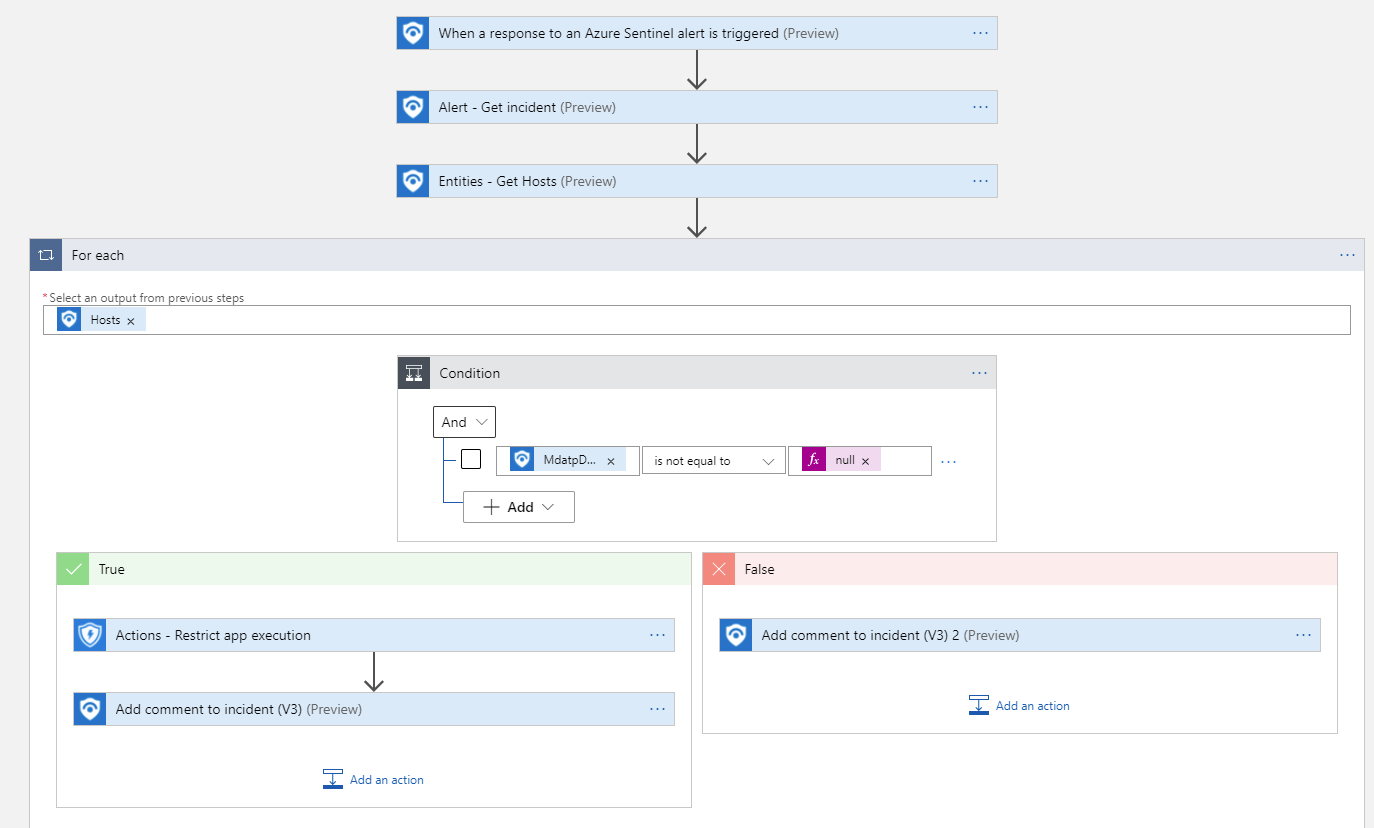 When a response to an Azure Sentinel alert is triggered (Preview)
Alert - Get incident (Preview)
Entities - Get Hosts (Preview)
For each
*Select an output from previous steps
Hosts
Condition
And
MdatpD... is not equal to fx null
Add
True
False
Actions - Restrict app execution
Add comment to incident (V3) 2 (Preview)
Add comment to incident (V3) (Preview)
Add an action
Add an action